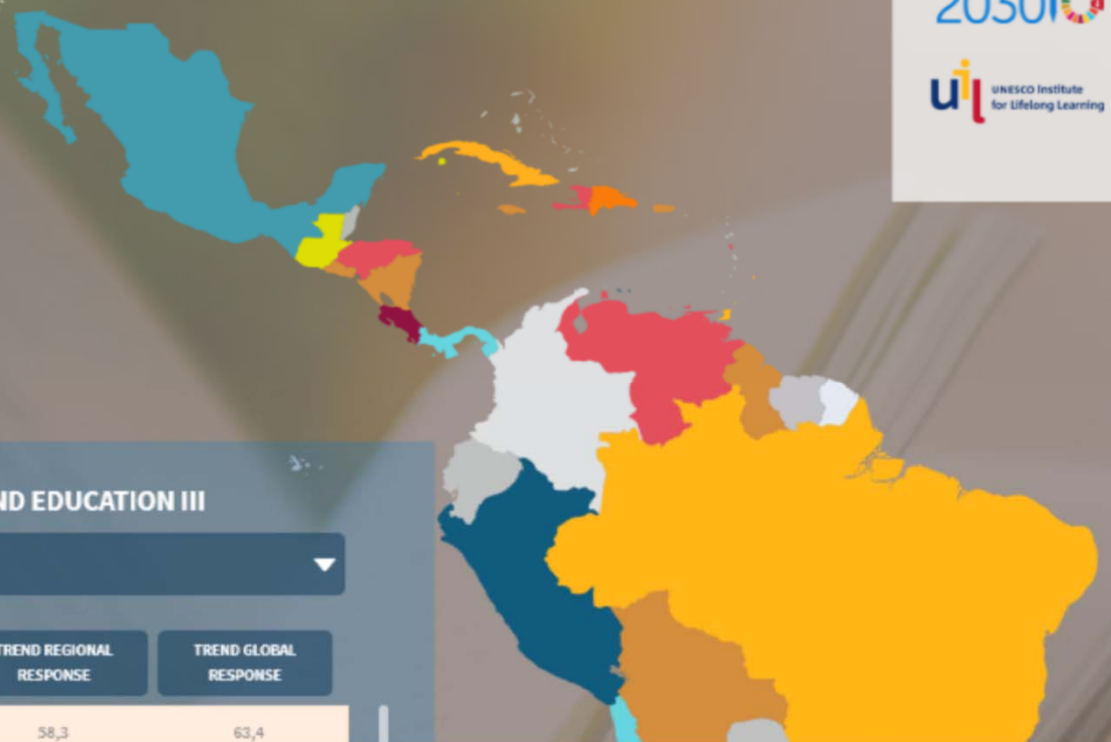 2030
uil
UNESCO Institute
for Lifelong Learning
ND EDUCATION III
TREND REGIONAL
RESPONSE
TREND GLOBAL
RESPONSE
58,3
63,4